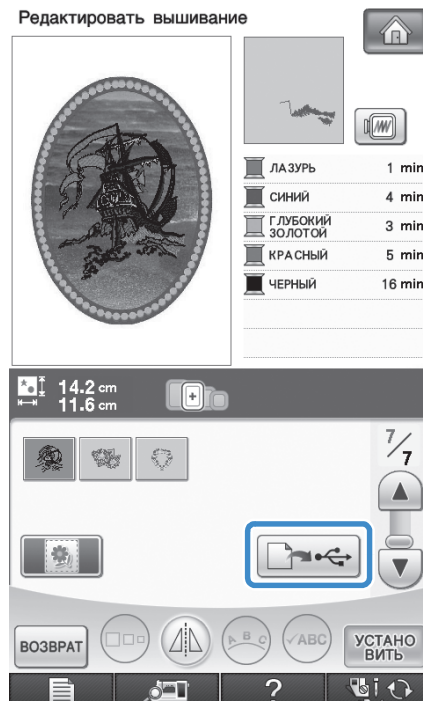 Редактировать вышивание
ЛАЗУРЬ 1 min
СИНИЙ 4 min
ГЛУБОКИЙ
ЗОЛОТОЙ 3 min
КРАСНЫЙ 5 min
ЧЕРНЫЙ 16 min
14.2 cm
11.6 cm
7/7
ВОЗВРАТ
A B C
✓ABC
УСТАНО
ВИТЬ
?
i